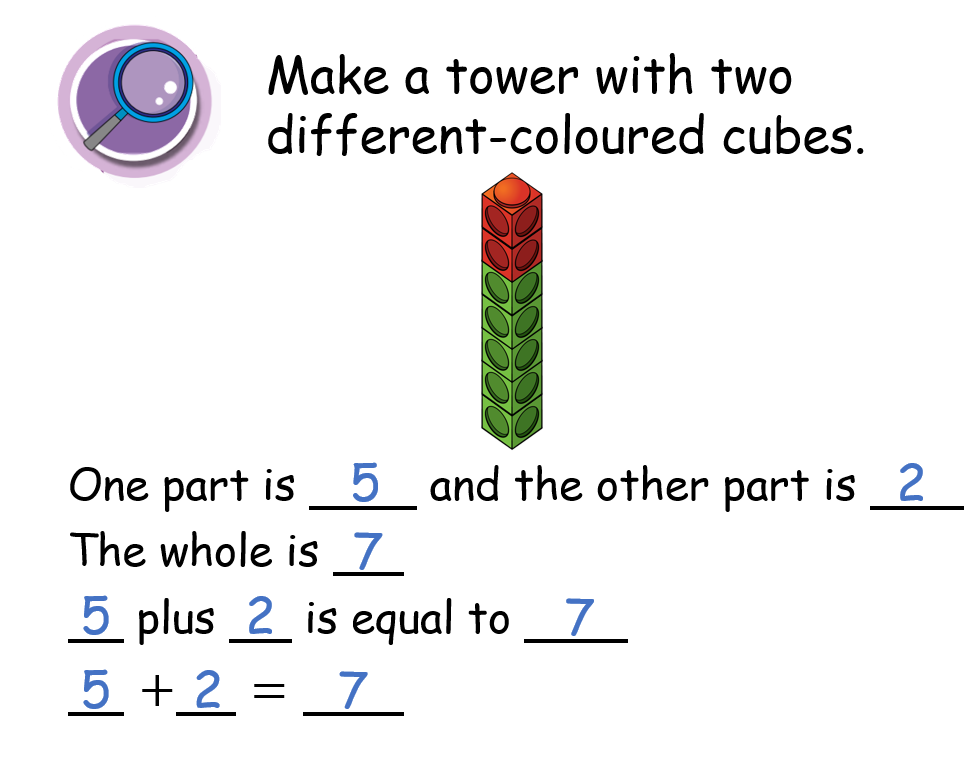 Make a tower with two
different-coloured cubes.
One part is 5 and the other part is 2
The whole is 7
5 plus 2 is equal to 7
5 + 2 = 7